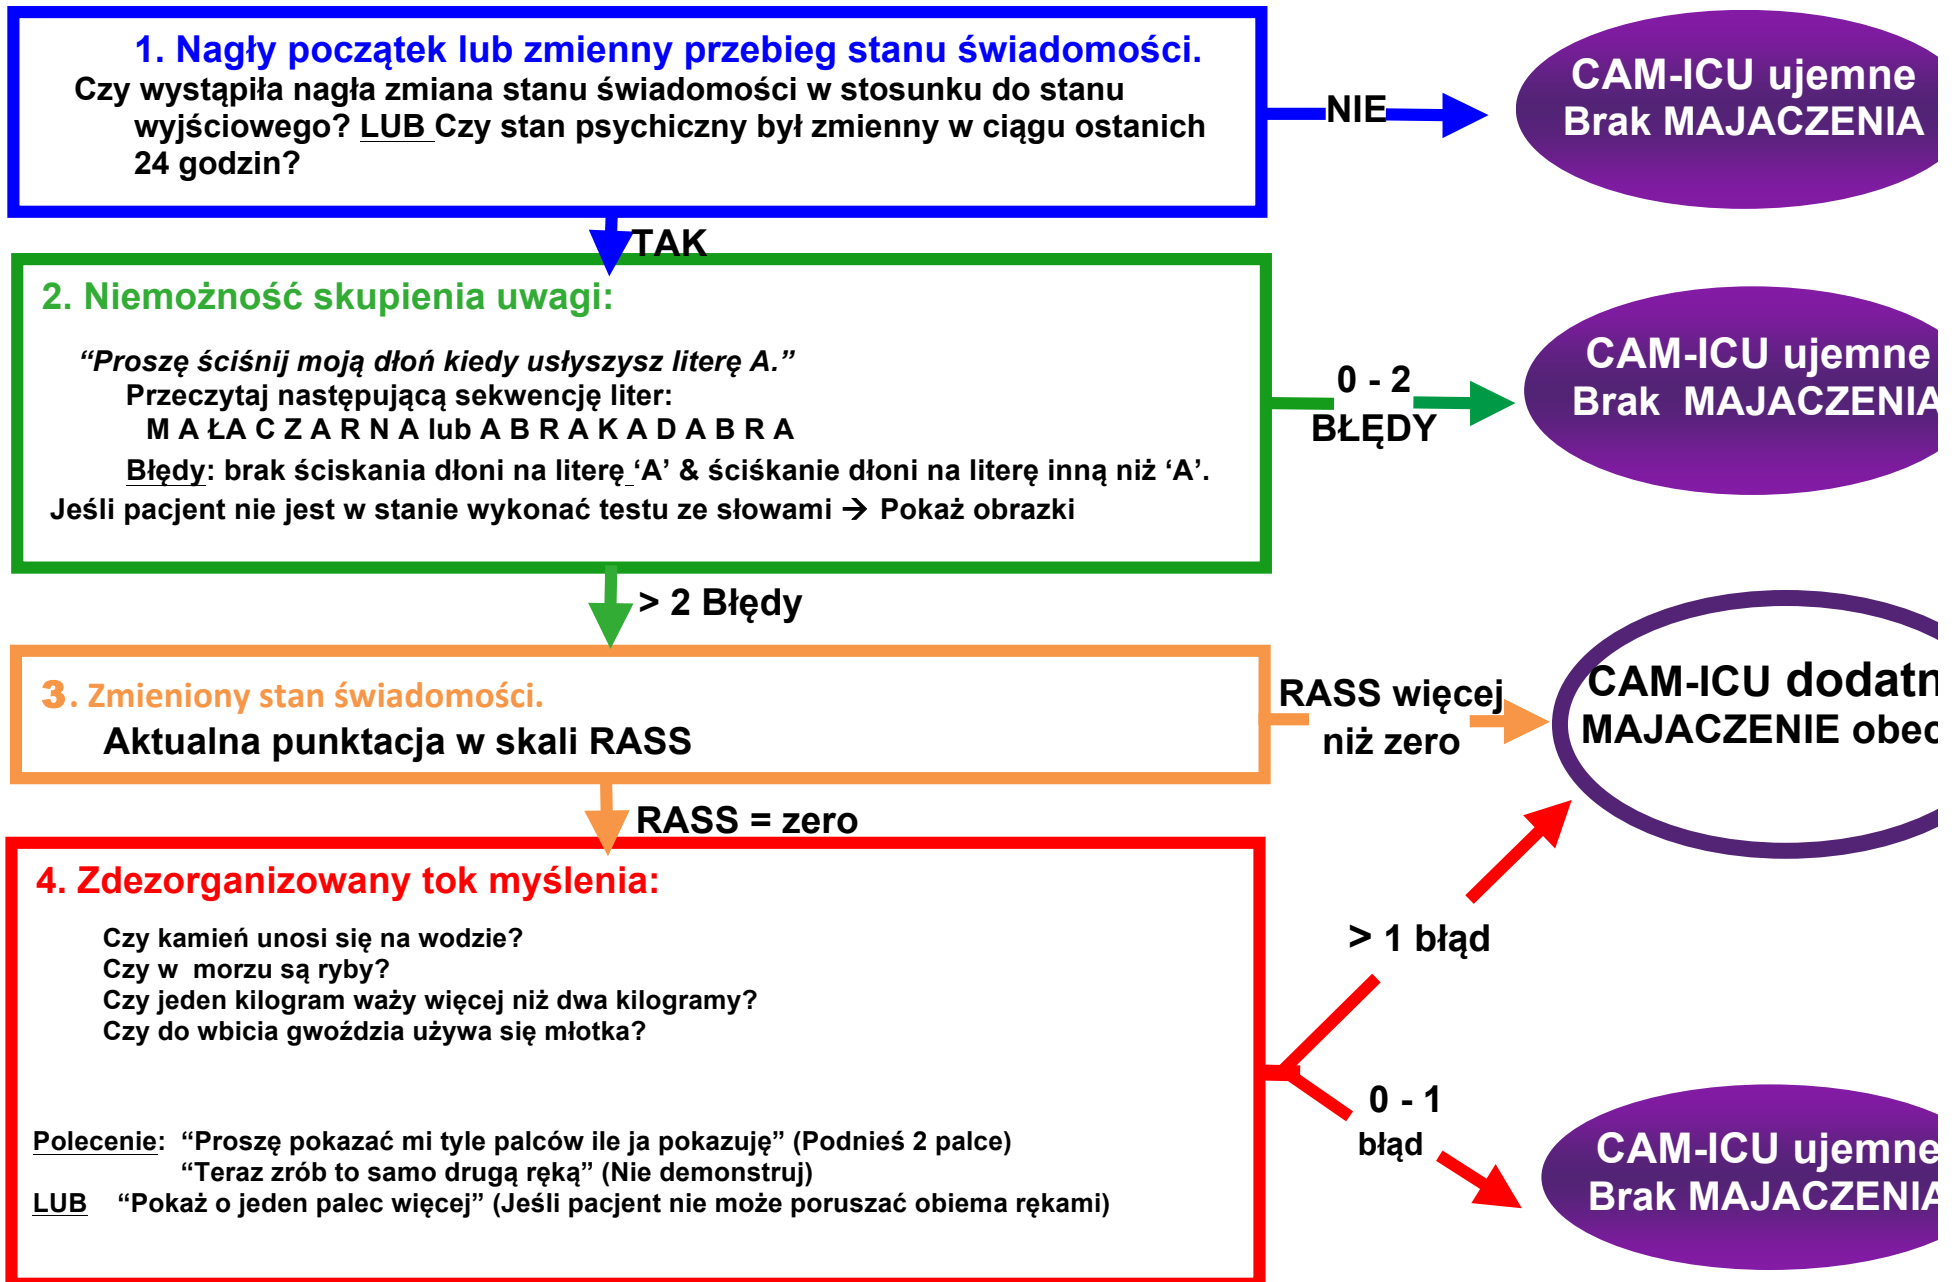 1. Nagły początek lub zmienny przebieg stanu świadomości.
Czy wystąpiła nagła zmiana stanu świadomości w stosunku do stanu
wyjściowego? LUB Czy stan psychiczny był zmienny w ciągu ostanich
24 godzin?
NIE
CAM-ICU ujemne
Brak MAJACZENIA
TAK
2. Niemożność skupienia uwagi:
“Proszę ściśnij moją dłoń kiedy usłyszysz literę A.”
Przeczytaj następującą sekwencję liter:
M A ŁA C Z A R N A lub A B R A K A D A B R A
Błędy: brak ściskania dłoni na literę ‘A’ & ściśkanie dłoni na literę inną niż ‘A’.
Jeśli pacjent nie jest w stanie wykonać testu ze słowami → Pokaż obrazki
0 - 2
BŁĘDY
CAM-ICU ujemne
Brak MAJACZENIA
> 2 Błędy
3. Zmieniony stan świadomości.
Aktualna punktacja w skali RASS
RASS więcej
niż zero
CAM-ICU dodatn
MAJACZENIE obec
RASS = zero
4. Zdezorganizowany tok myślenia:
Czy kamień unosi się na wodzie?
Czy w morzu są ryby?
Czy jeden kilogram waży więcej niż dwa kilogramy?
Czy do wbicia gwoździa używa się młotka?
> 1 błąd
Polecenie: “Proszę pokazać mi tyle palców ile ja pokazuję” (Podnieś 2 palce)
“Teraz zrób to samo drugą ręką” (Nie demonstruj)
LUB “Pokaż o jeden palec więcej” (Jeśli pacjent nie może poruszać obiema rękami)
0 - 1
błąd
CAM-ICU ujemne
Brak MAJACZENIA